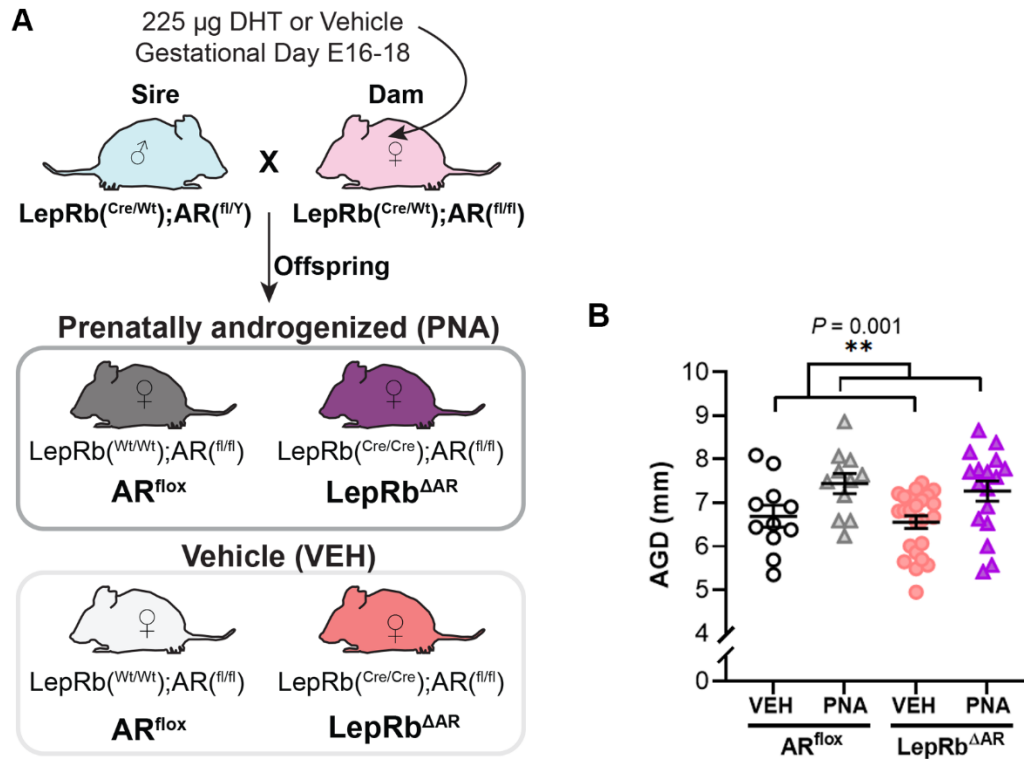 A
225 µg DHT or Vehicle
Gestational Day E16-18
Sire
Dam
♂
♀
X
LepRb(Cre/Wt);AR(fl/Y)
LepRb(Cre/Wt);AR(fl/fl)
Offspring
Prenatally androgenized (PNA)
♀
♀
LepRb(Wt/Wt);AR(fl/fl)
LepRb(Cre/Cre);AR(fl/fl)
ARflox
LepRbΔAR
Vehicle (VEH)
♀
♀
LepRb(Wt/Wt);AR(fl/fl)
LepRb(Cre/Cre);AR(fl/fl)
ARflox
LepRbΔAR
B
P = 0.001
**
AGD (mm)
10
9
8
7
6
5
4
0
VEH PNA VEH PNA
ARflox LepRbΔAR